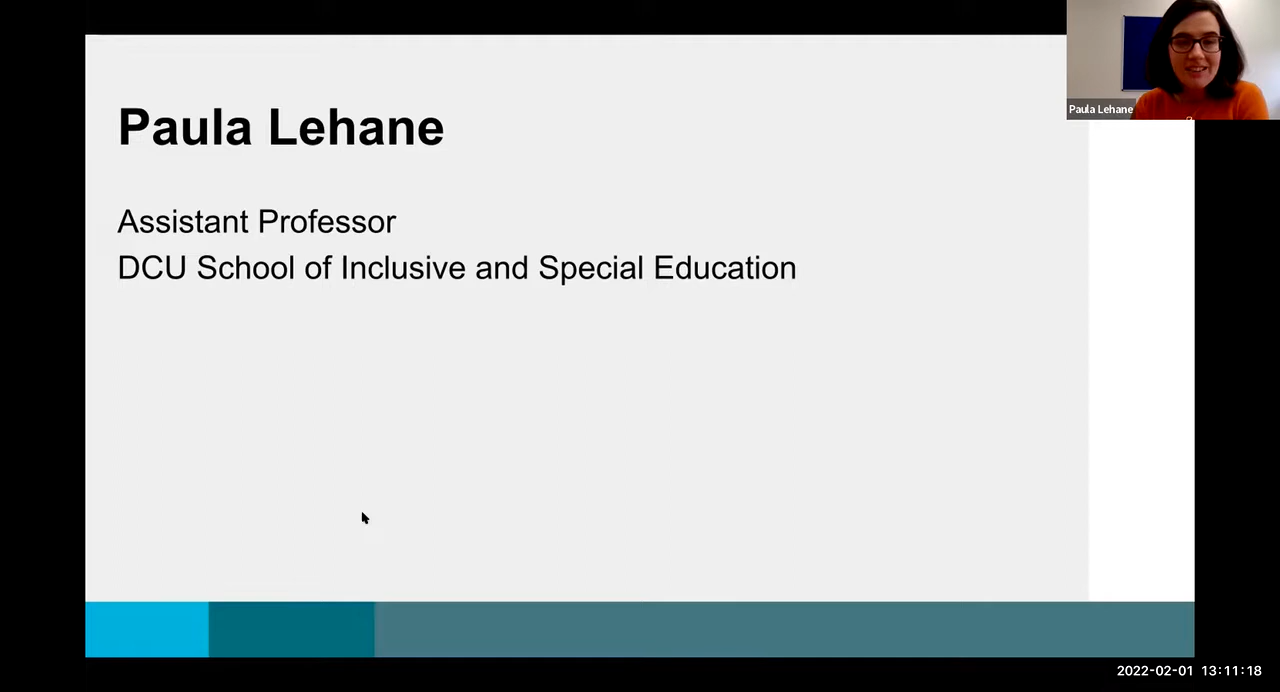 Paula Lehane
Assistant Professor
DCU School of Inclusive and Special Education
Paula Lehane
2022-02-01 13:11:18